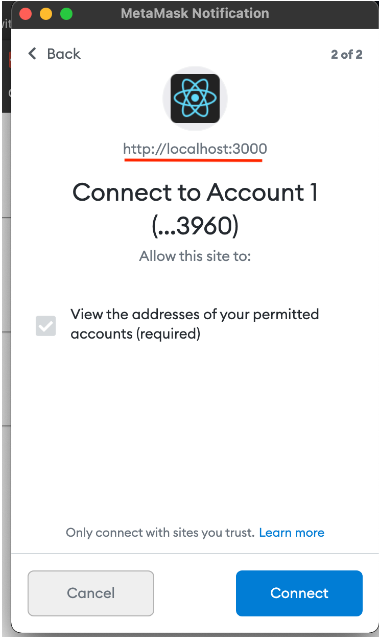 MetaMask Notification
Back
2 of 2
http://localhost:3000
Connect to Account 1
(...3960)
Allow this site to:
View the addresses of your permitted
accounts (required)
Only connect with sites you trust. Learn more
Cancel
Connect